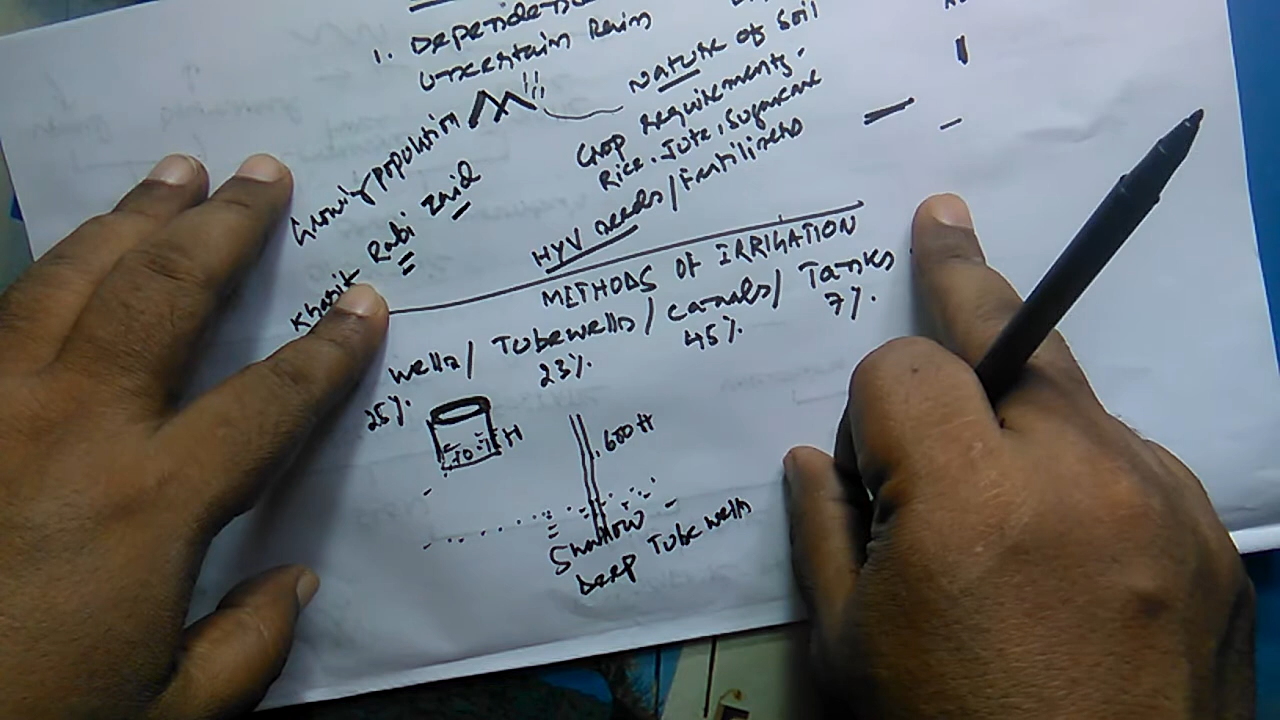 1. Dependence
Uncertain Rain
Nature of Soil
Growing population
Crop Requirements.
Rice, Jute, Sugarcane
Kharif Rabi Zaid
HYV needs/Fertilizers
METHODS OF IRRIGATION
Wells/ Tubewells/ canals/ Tanks
25%. 23%. 45%. 7%.
600 ft
Shallow
Deep Tube wells